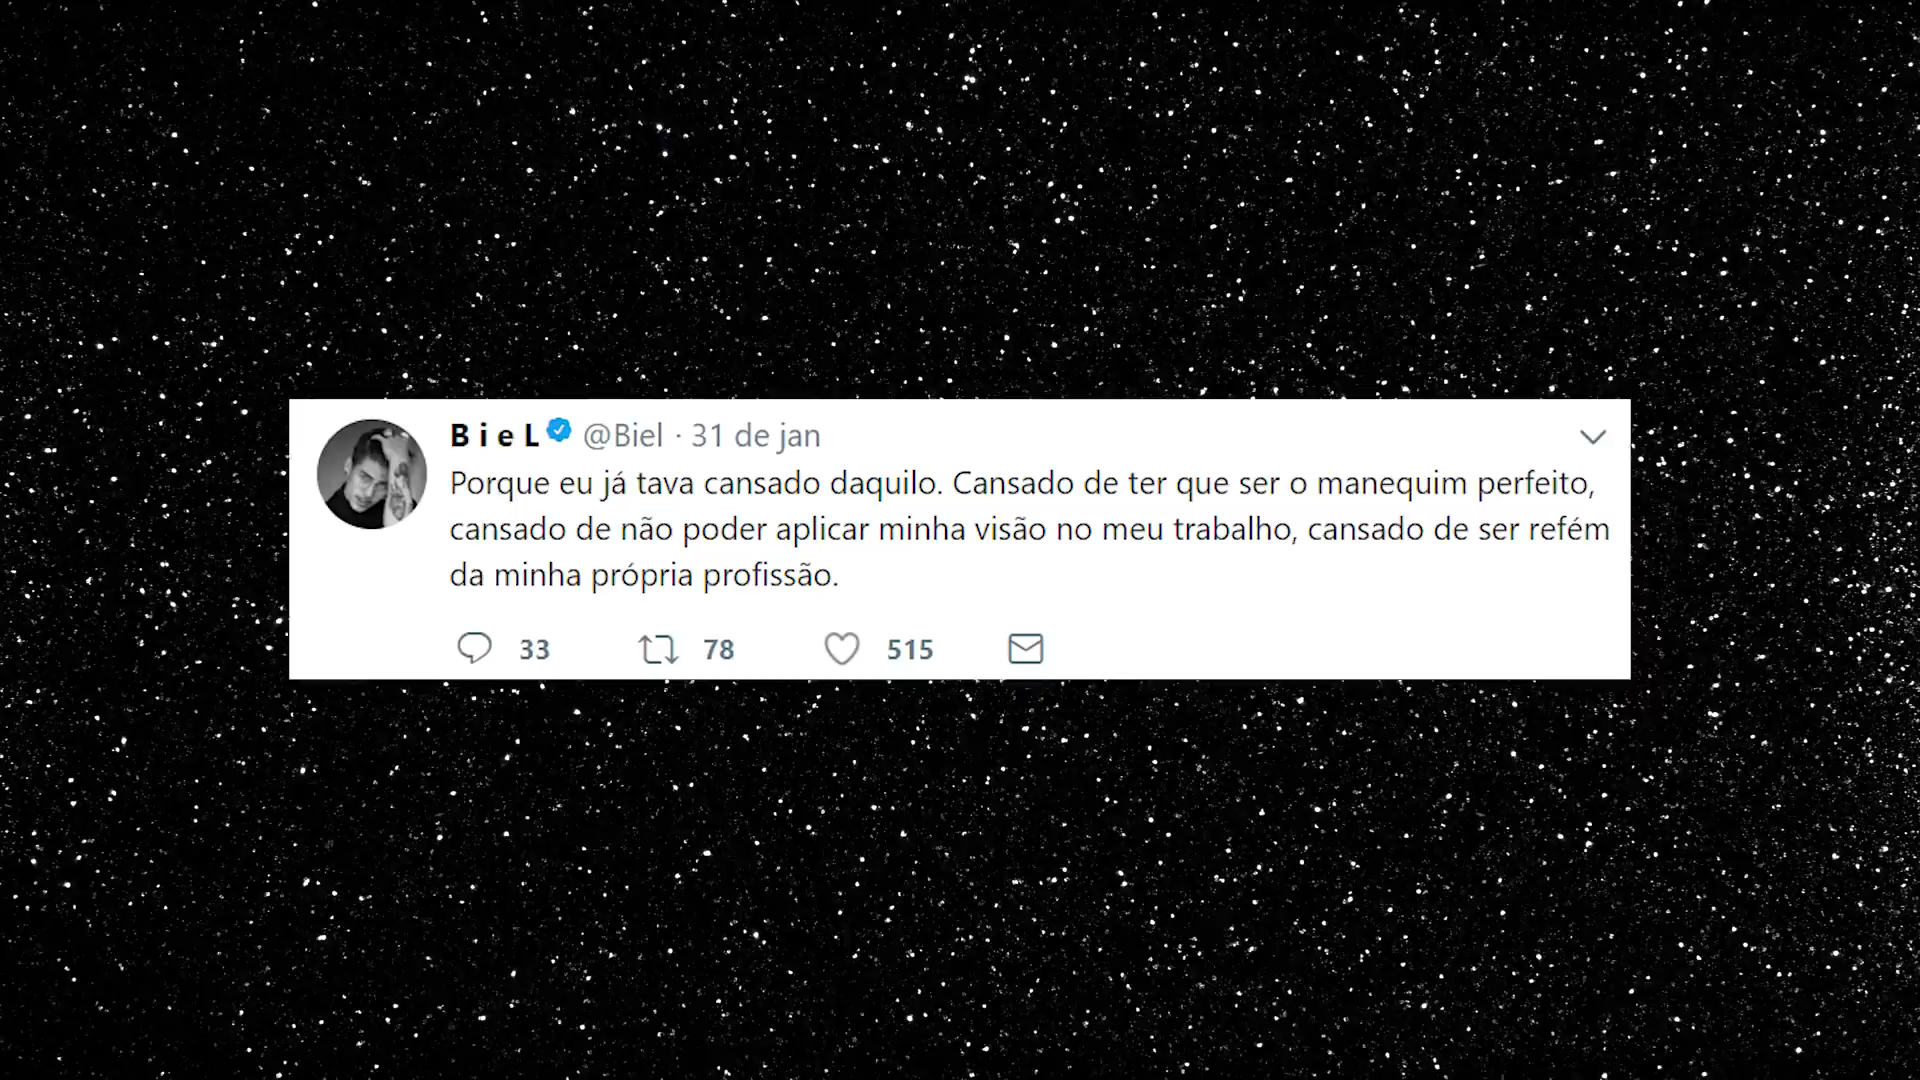 B i e L @Biel · 31 de jan
Porque eu já tava cansado daquilo. Cansado de ter que ser o manequim perfeito,
cansado de não poder aplicar minha visão no meu trabalho, cansado de ser refém
da minha própria profissão.
33 78 515